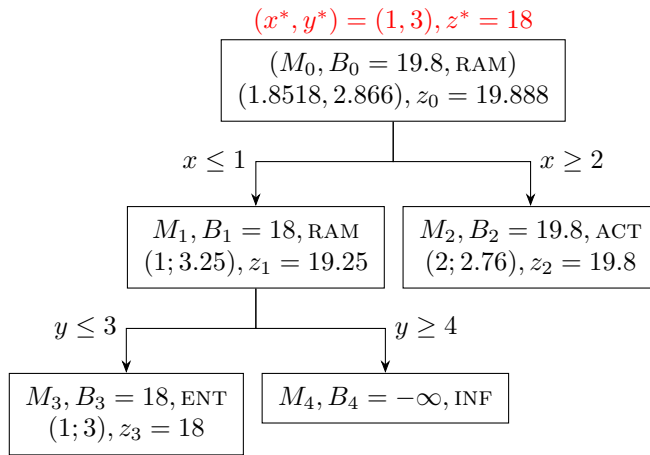 (x*, y*) = (1, 3), z* = 18
(M₀, B₀ = 19.8, RAM)
(1.8518, 2.866), z₀ = 19.888
x ≤ 1
x ≥ 2
M₁, B₁ = 18, RAM
(1; 3.25), z₁ = 19.25
M₂, B₂ = 19.8, ACT
(2; 2.76), z₂ = 19.8
y ≤ 3
y ≥ 4
M₃, B₃ = 18, ENT
(1; 3), z₃ = 18
M₄, B₄ = −∞, INF